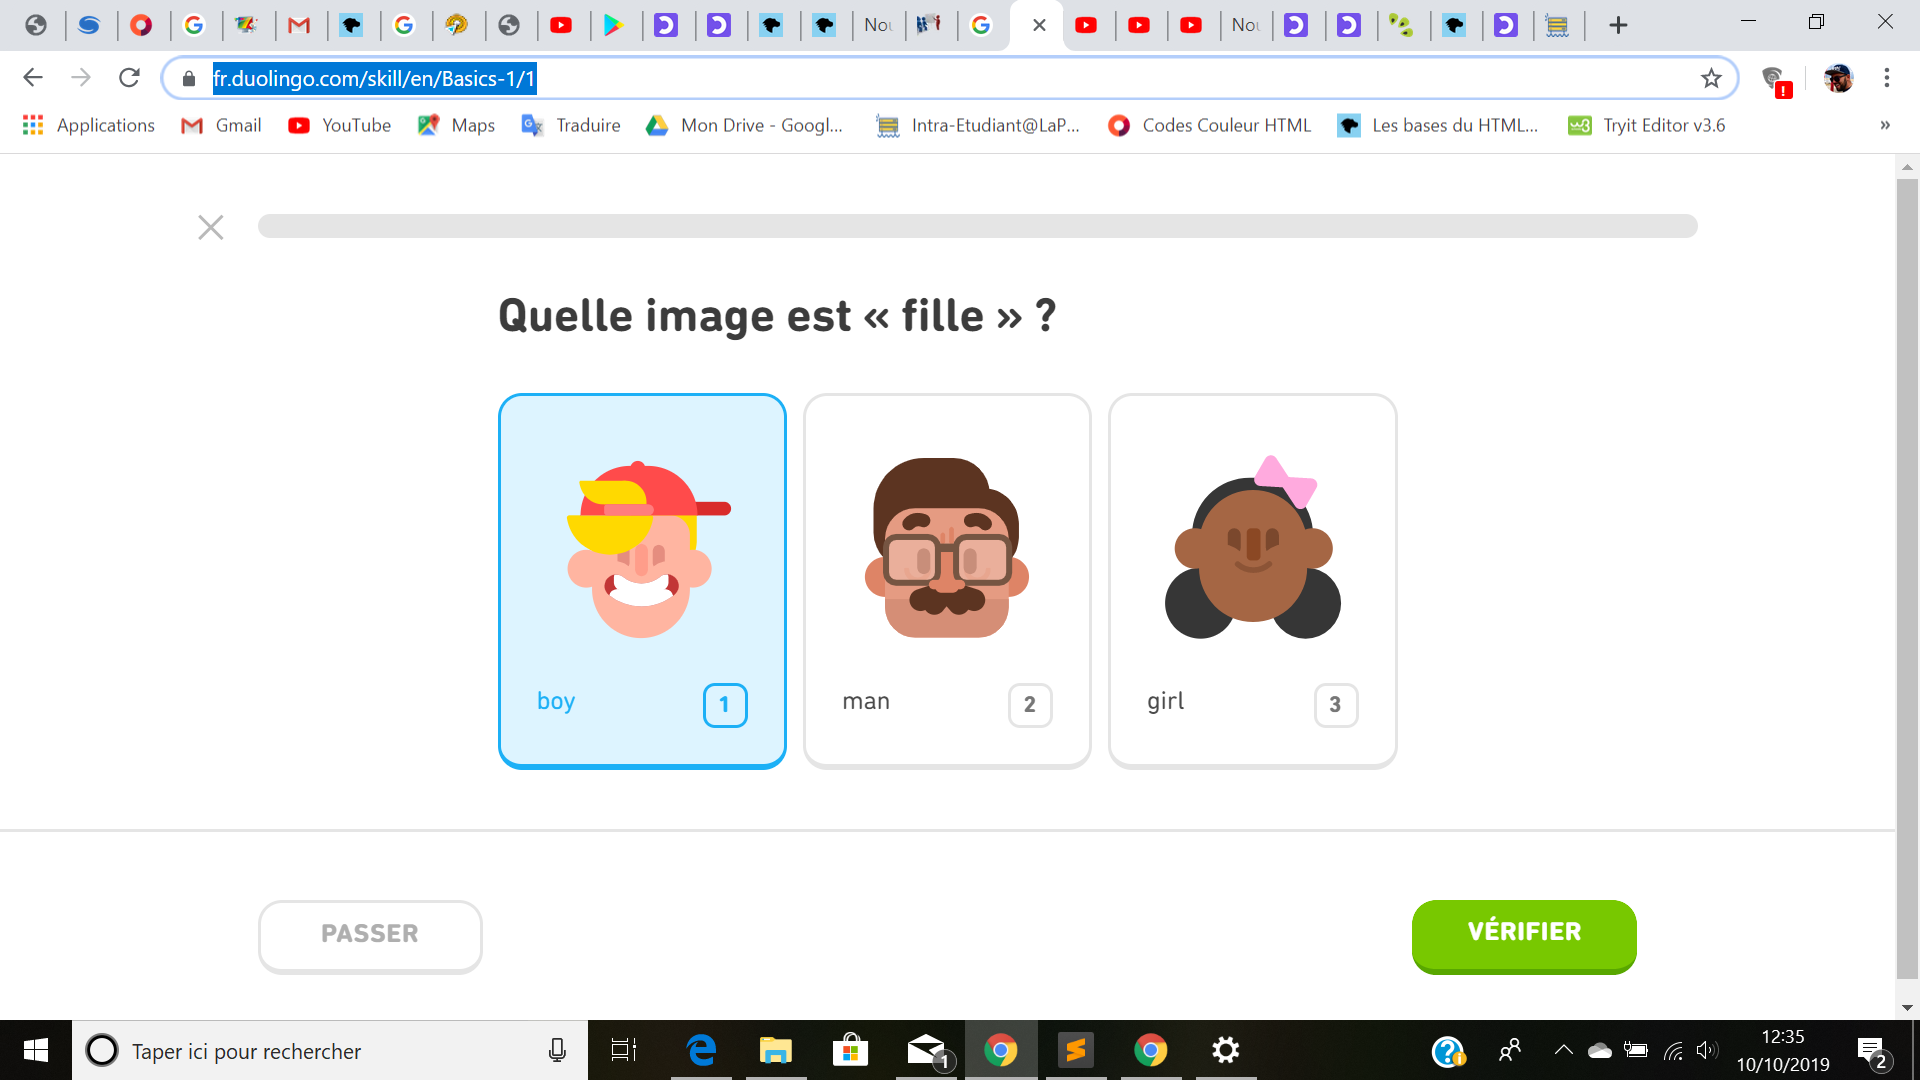 Nou
Nou
fr.duolingo.com/skill/en/Basics-1/1
Applications Gmail YouTube Maps Traduire Mon Drive - Googl... Intra-Etudiant@LaP... Codes Couleur HTML Les bases du HTML... Tryit Editor v3.6 »
Quelle image est « fille » ?
boy 1 man 2 girl 3
PASSER VÉRIFIER
Taper ici pour rechercher
1
12:35
10/10/2019
2